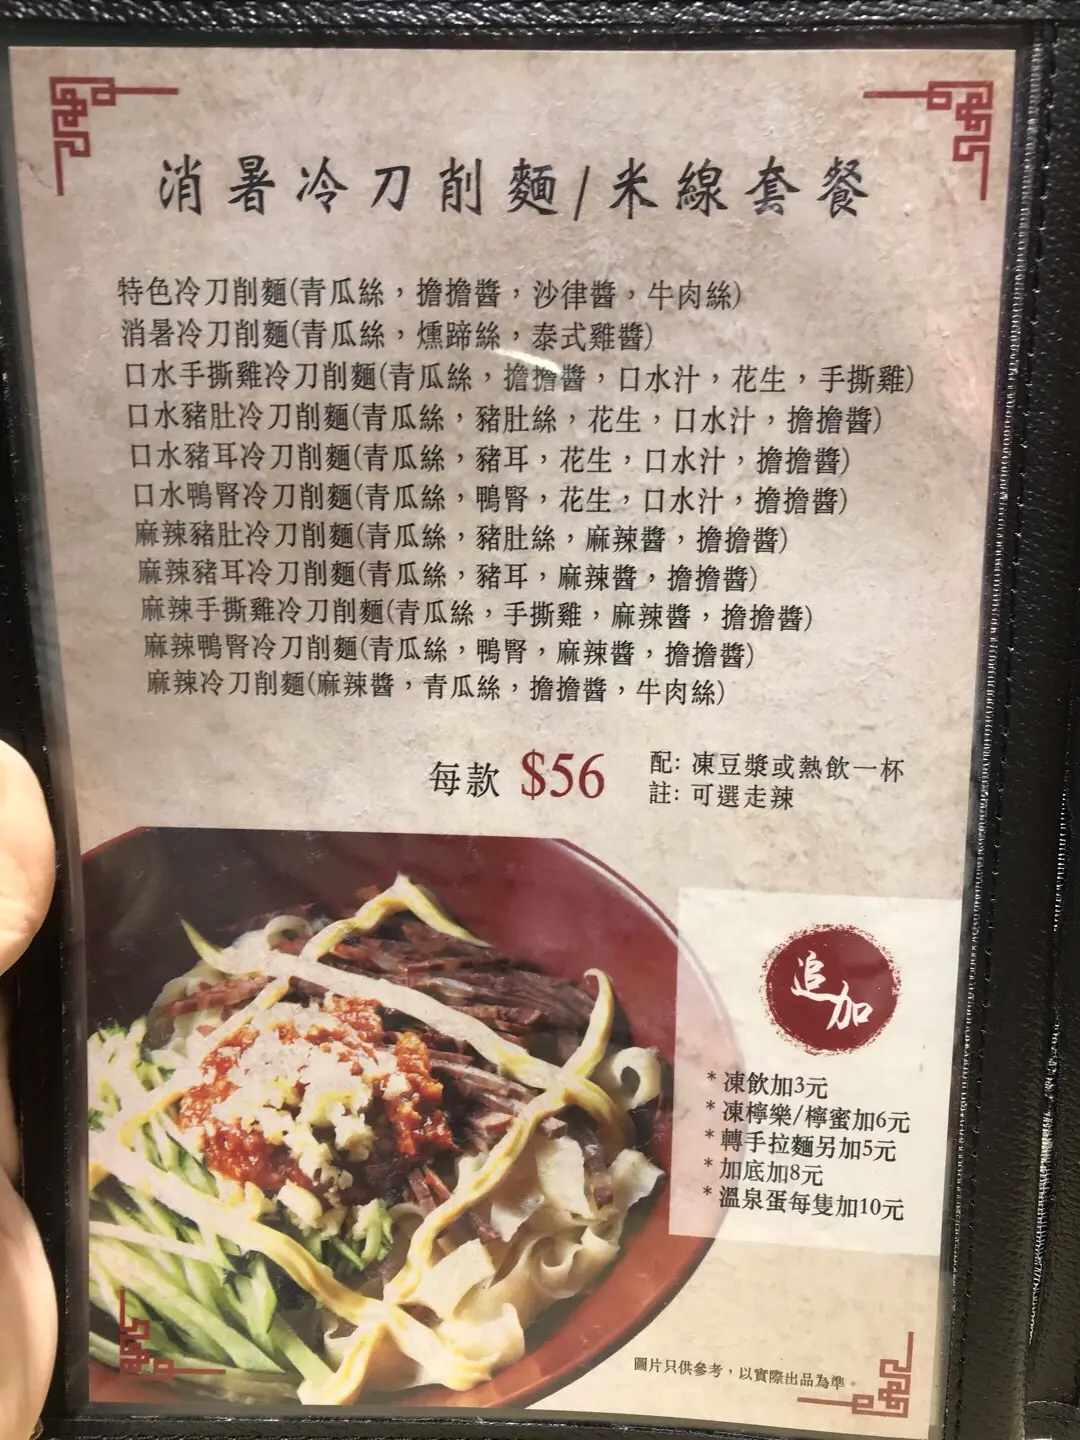 消暑冷刀削麵/米線套餐
特色冷刀削麵(青瓜絲，擔擔醬，沙律醬，牛肉絲)
消暑冷刀削麵(青瓜絲，燻蹄絲，泰式雞醬)
口水手撕雞冷刀削麵(青瓜絲，擔擔醬，口水汁，花生，手撕雞)
口水豬肚冷刀削麵(青瓜絲，豬肚絲，花生，口水汁，擔擔醬)
口水豬耳冷刀削麵(青瓜絲，豬耳，花生，口水汁，擔擔醬)
口水鴨腎冷刀削麵(青瓜絲，鴨腎，花生，口水汁，擔擔醬)
麻辣豬肚冷刀削麵(青瓜絲，豬肚絲，麻辣醬，擔擔醬)
麻辣豬耳冷刀削麵(青瓜絲，豬耳，麻辣醬，擔擔醬)
麻辣手撕雞冷刀削麵(青瓜絲，手撕雞，麻辣醬，擔擔醬)
麻辣鴨腎冷刀削麵(青瓜絲，鴨腎，麻辣醬，擔擔醬)
麻辣冷刀削麵(麻辣醬，青瓜絲，擔擔醬，牛肉絲)
每款 $56
配: 凍豆漿或熱飲一杯
註: 可選走辣
追加
*凍飲加3元
*凍檸樂/檸蜜加6元
*轉手拉麵另加5元
*加底加8元
*溫泉蛋每隻加10元
圖片只供參考，以實際出品為準。